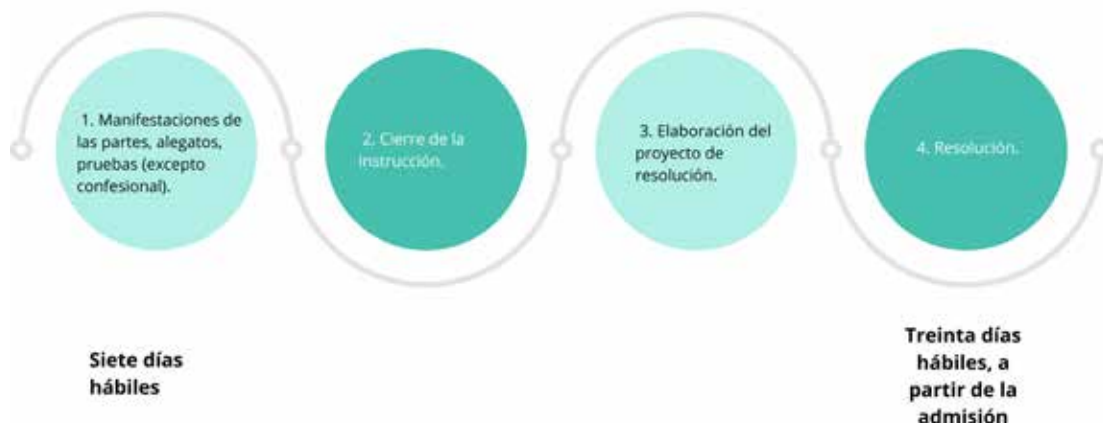 1. Manifestaciones de
las partes, alegatos,
pruebas (excepto
confesional).
2. Cierre de la
instrucción.
3. Elaboración del
proyecto de
resolución.
4. Resolución.
Siete días
hábiles
Treinta días
hábiles, a
partir de la
admisión